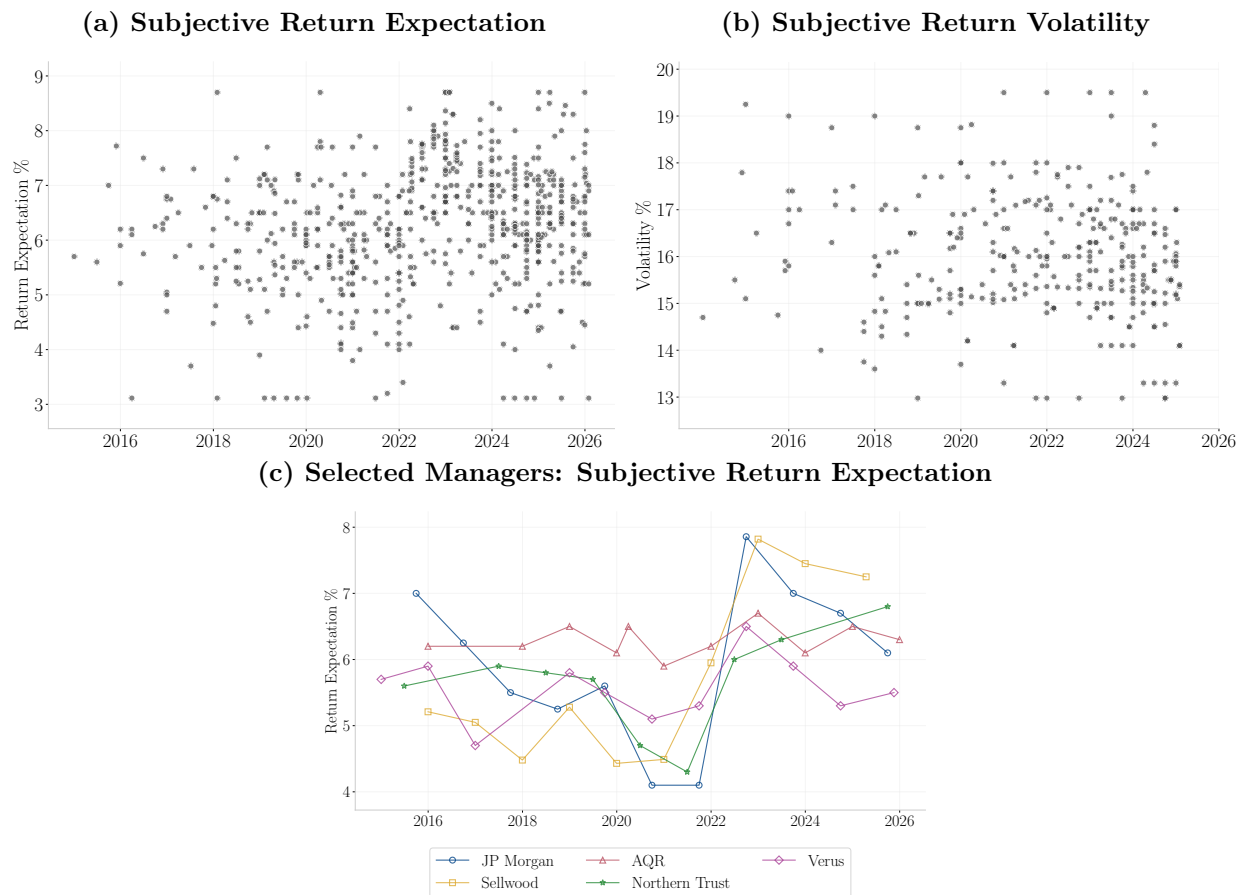 (a) Subjective Return Expectation
(b) Subjective Return Volatility
Return Expectation %
9
8
7
6
5
4
3
2016 2018 2020 2022 2024 2026
Volatility %
20
19
18
17
16
15
14
13
2016 2018 2020 2022 2024 2026
(c) Selected Managers: Subjective Return Expectation
Return Expectation %
8
7
6
5
4
2016 2018 2020 2022 2024 2026
JP Morgan AQR Verus
Sellwood Northern Trust